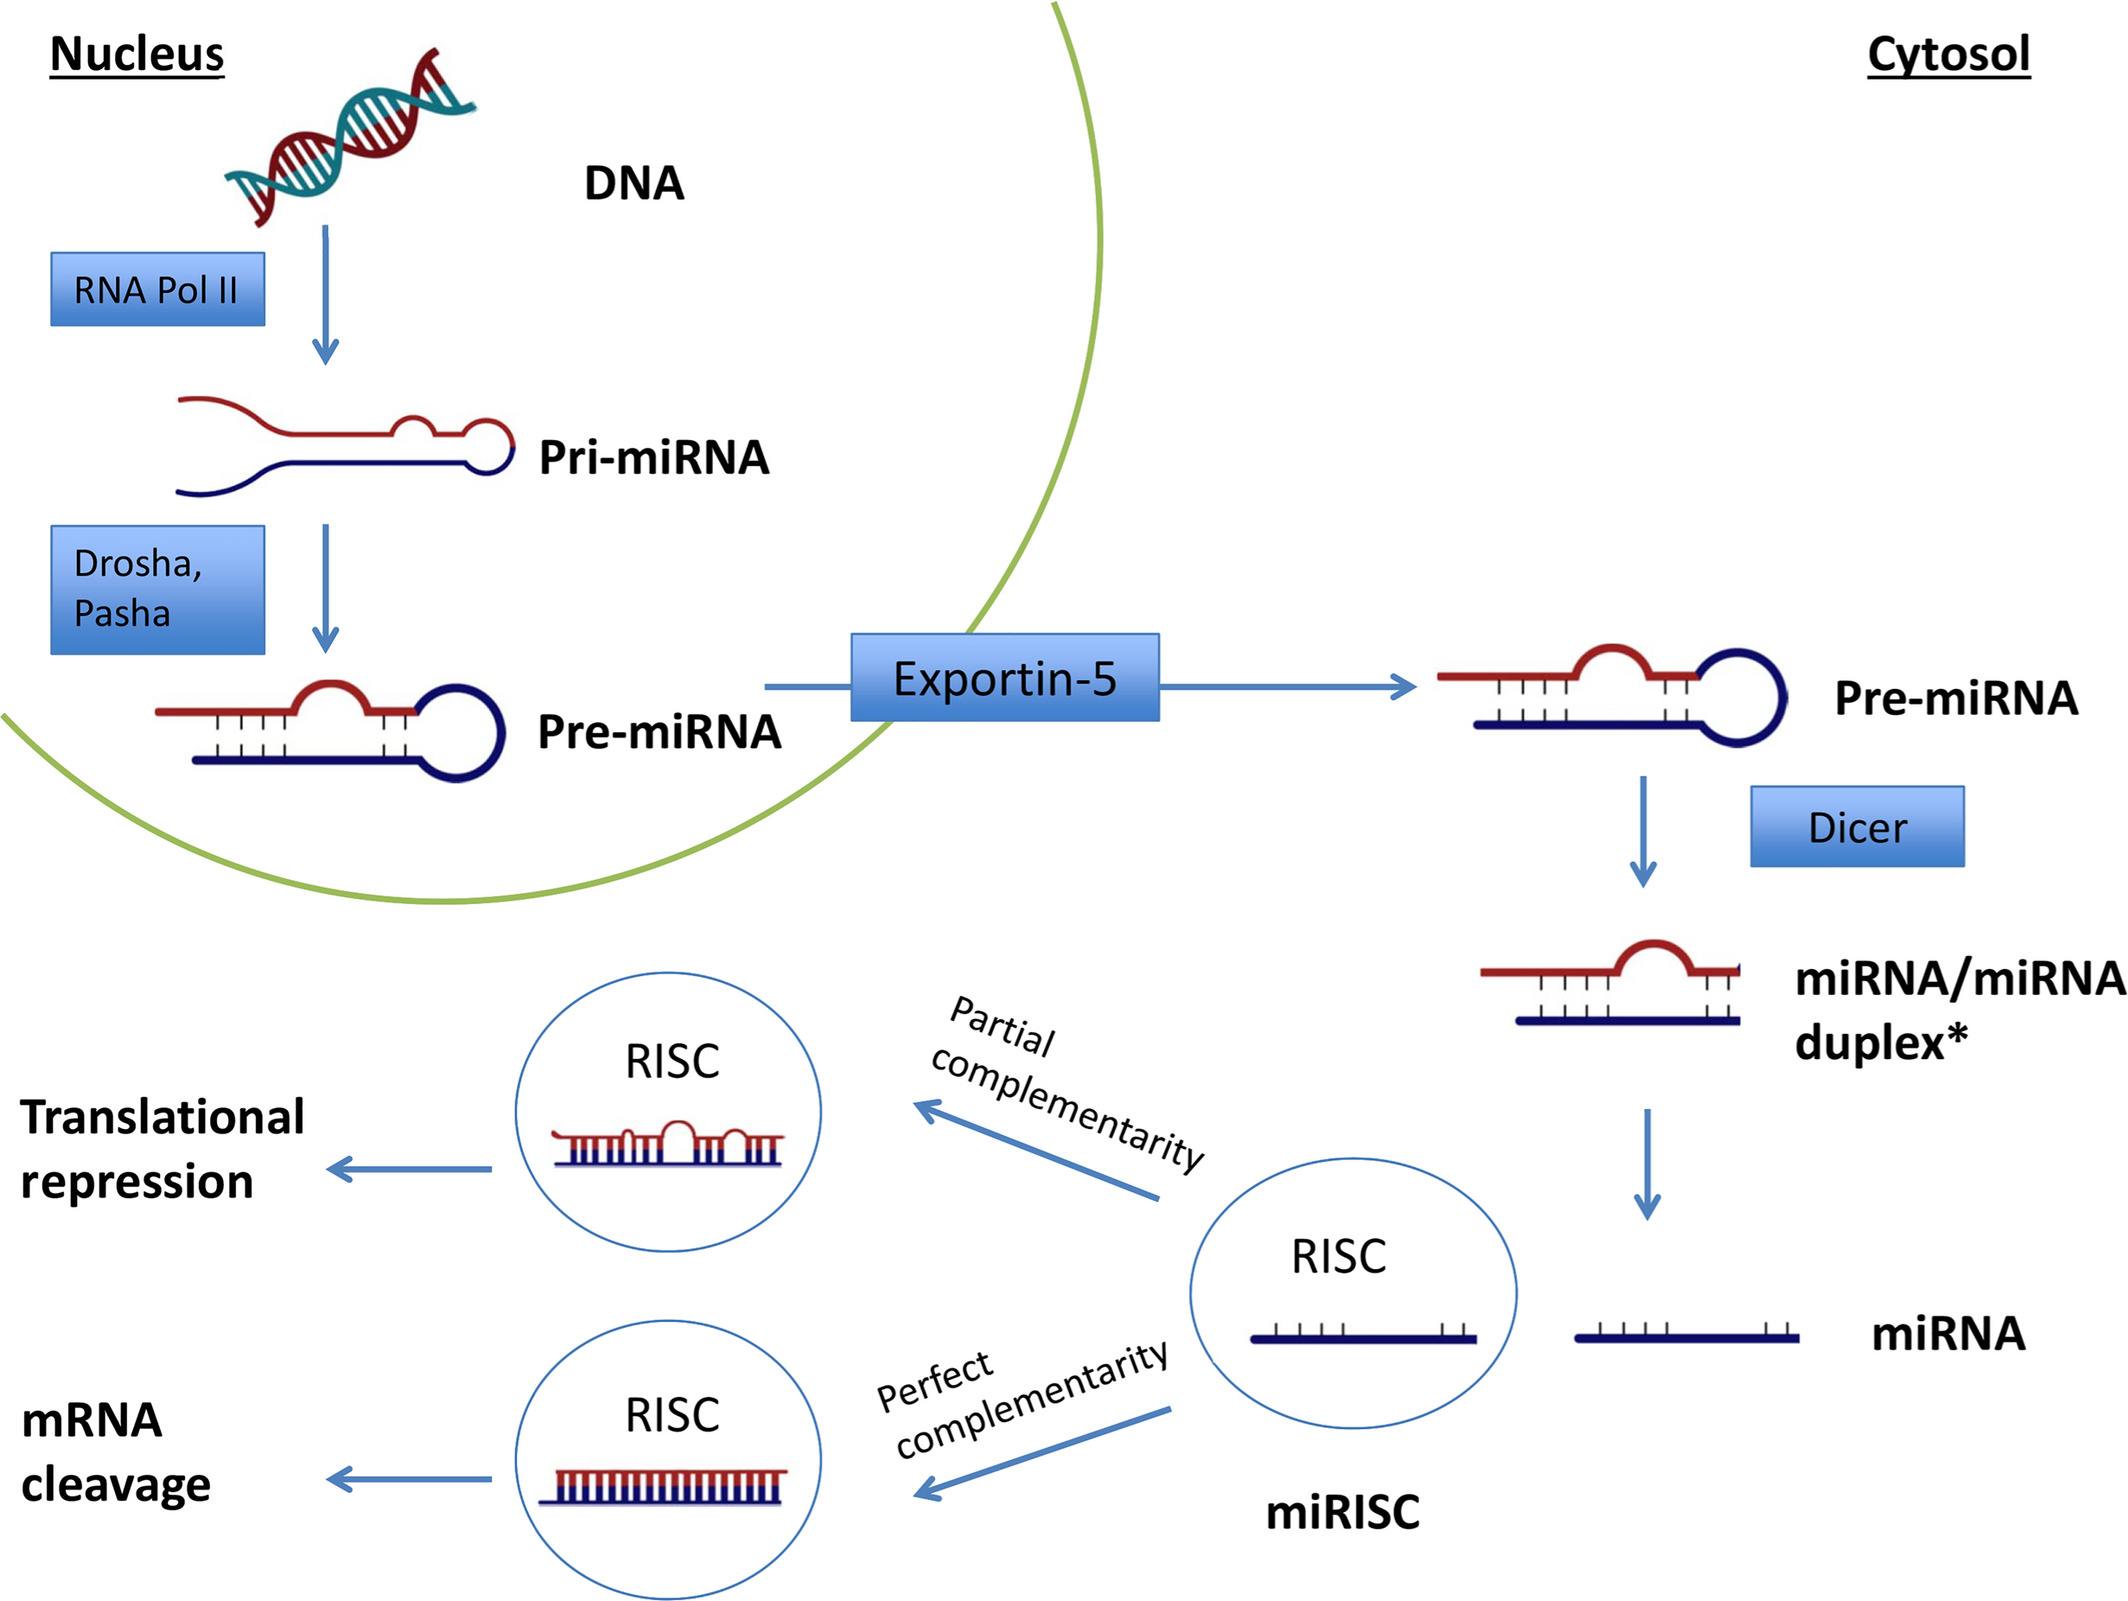 Nucleus
Cytosol
DNA
RNA Pol II
Pri-miRNA
Drosha,
Pasha
Pre-miRNA
Exportin-5
Pre-miRNA
Dicer
miRNA/miRNA
duplex*
Partial
complementarity
RISC
Translational
repression
RISC
miRNA
Perfect
complementarity
RISC
mRNA
cleavage
miRISC